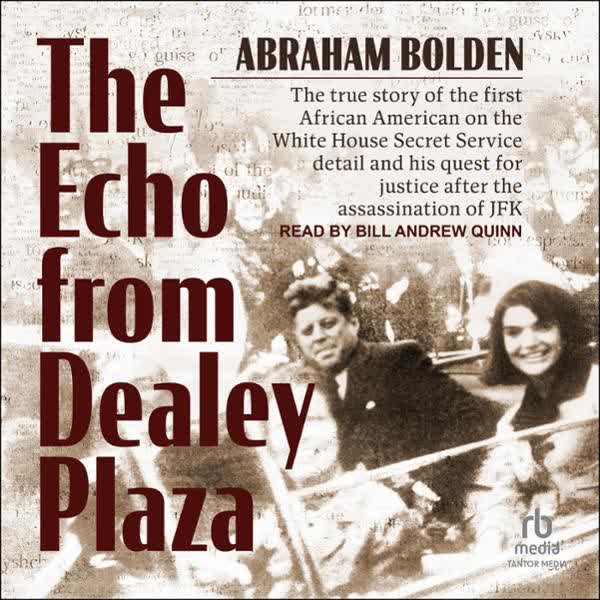 The
Echo
from
Dealey
Plaza
ABRAHAM BOLDEN
The true story of the first
African American on the
White House Secret Service
detail and his quest for
justice after the
assassination of JFK
READ BY BILL ANDREW QUINN
rb
media
TANTOR MEDIA